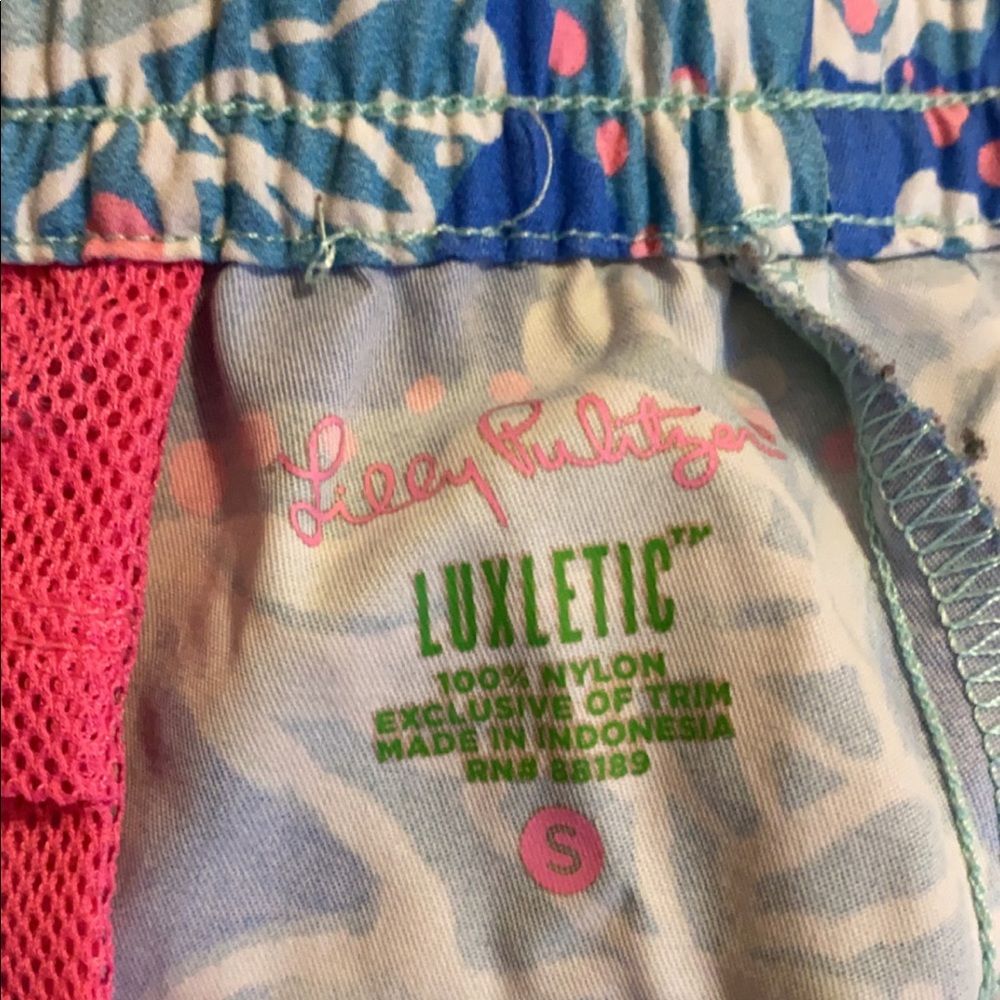 Lilly Pulitzer
LUXLETIC™
100% NYLON
EXCLUSIVE OF TRIM
MADE IN INDONESIA
RN# 88189
S